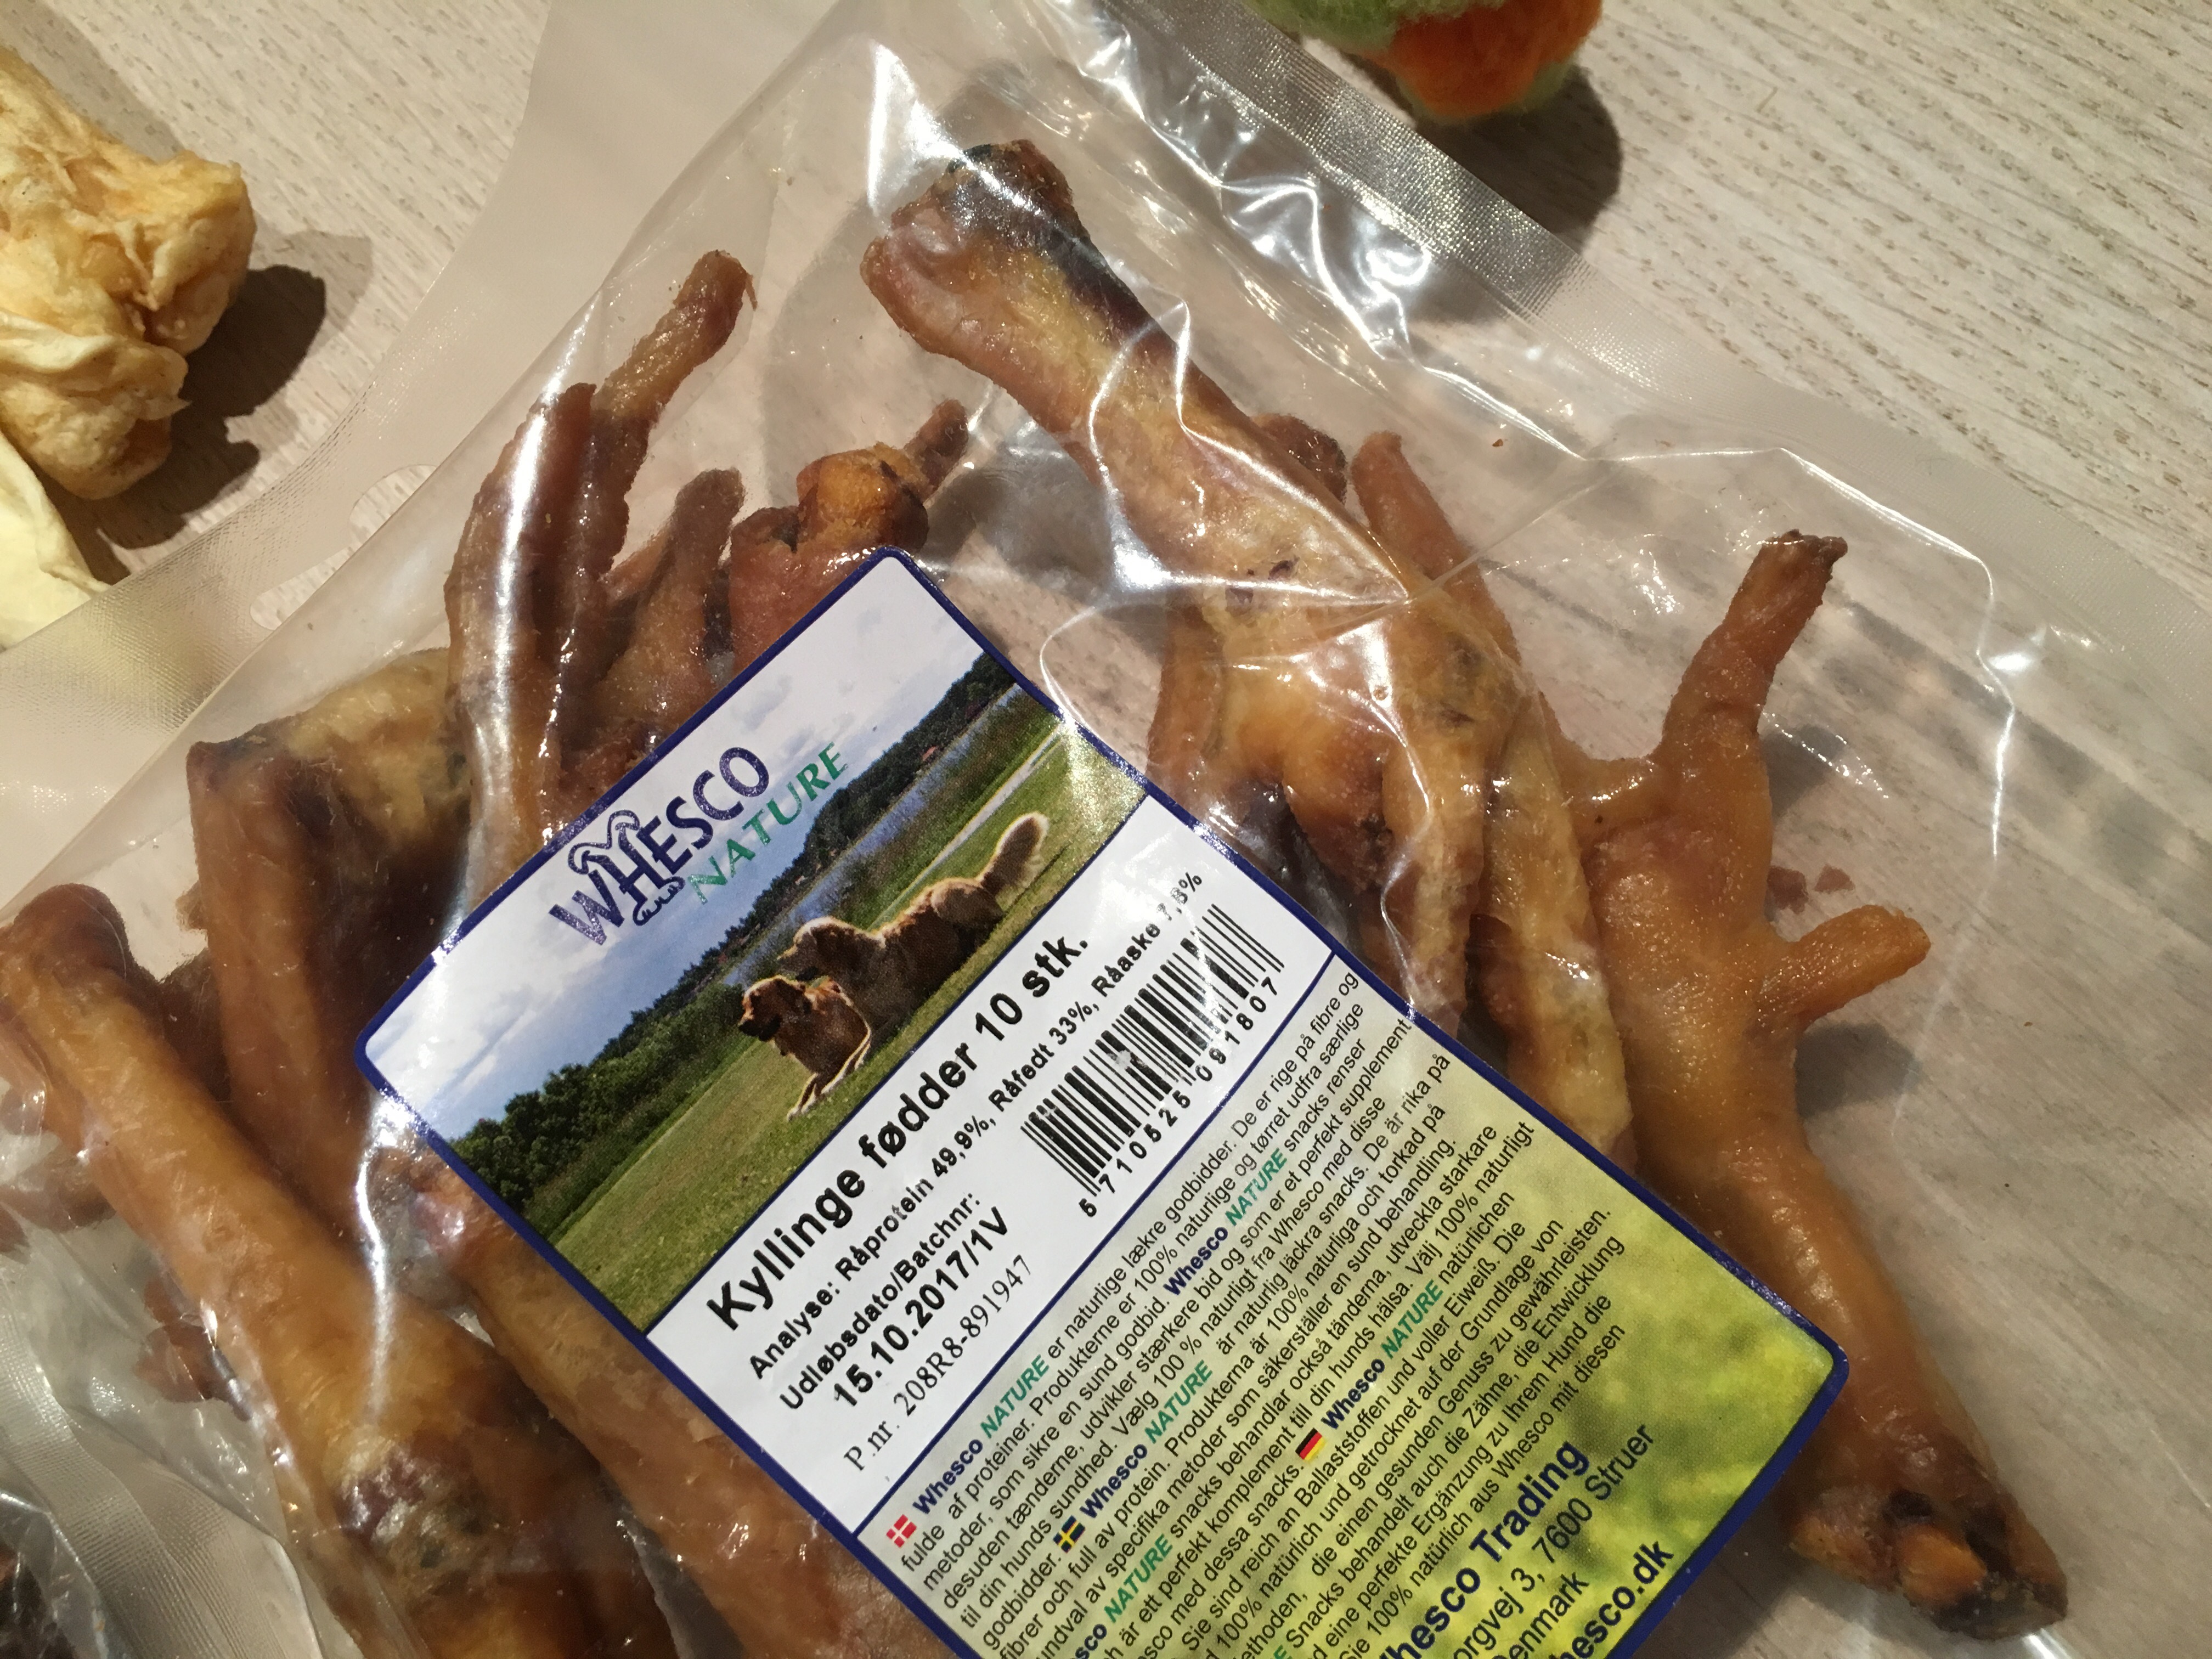 WHESCO
NATURE
Kyllinge fødder 10 stk.
Analyse: Råprotein 49,9%, Råfedt 33%, Råaske 7,8%
Udløbsdato/Batchnr:
15.10.2017/1V
P.nr. 208R8-891947
5 710525 091807
Whesco NATURE er naturlige lækre godbidder. De er rige på fibre og
fulde af proteiner. Produkterne er 100% naturlige og tørret udfra særlige
metoder, som sikre en sund godbid. Whesco NATURE snacks renser
desuden tænderne, udvikler stærkere bid og som er et perfekt supplement
til din hunds sundhed. Vælg 100 % naturligt fra Whesco med disse
godbidder. Whesco NATURE är naturlig läckra snacks. De är rika på
fibrer och full av protein. Produkterna är 100% naturliga och torkad på
undval av specifika metoder som säkerställer en sund behandling.
NATURE snacks behandlar också tänderna, utveckla starkare
är ett perfekt komplement till din hunds hälsa. Välj 100% naturligt
med dessa snacks. Whesco NATURE natürlichen
Sie sind reich an Ballaststoffen und voller Eiweiß. Die
100% natürlich und getrocknet auf der Grundlage von
die einen gesunden Genuss zu gewährleisten.
Snacks behandelt auch die Zähne, die Entwicklung
eine perfekte Ergänzung zu Ihrem Hund die
Sie 100% natürlich aus Whesco mit diesen
Whesco Trading
3, 7600 Struer
Denmark